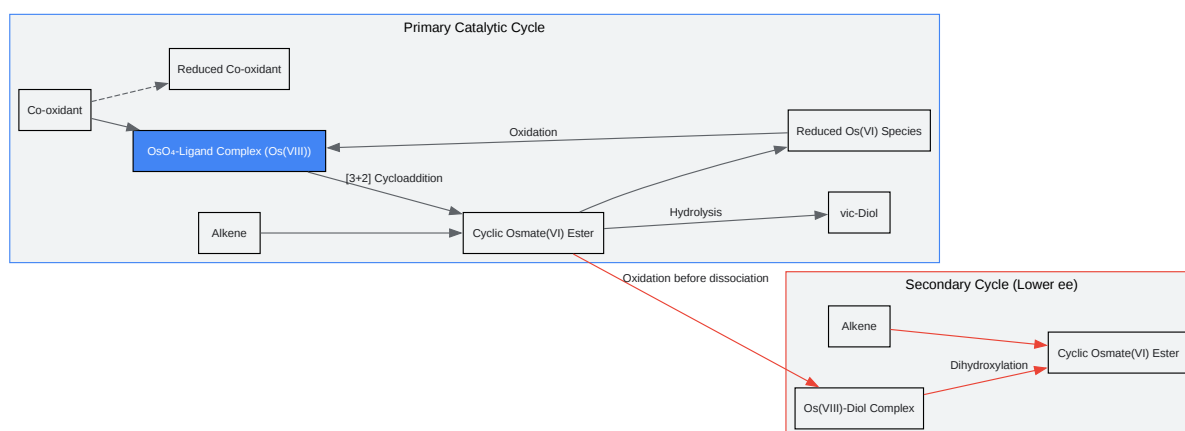 Primary Catalytic Cycle
Reduced Co-oxidant
Co-oxidant
OsO₄-Ligand Complex (Os(VIII))
Oxidation
Reduced Os(VI) Species
[3+2] Cycloaddition
Alkene
Cyclic Osmate(VI) Ester
Hydrolysis
vic-Diol
Oxidation before dissociation
Secondary Cycle (Lower ee)
Alkene
Cyclic Osmate(VI) Ester
Dihydroxylation
Os(VIII)-Diol Complex